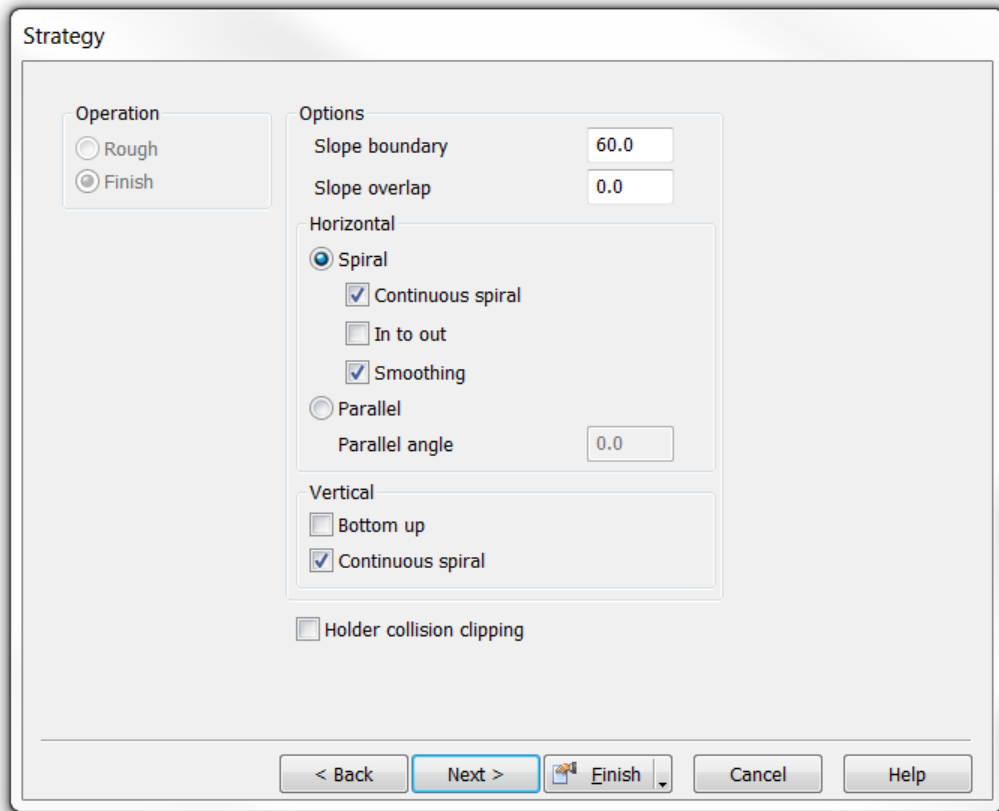 Strategy
Operation
Rough
Finish
Options
Slope boundary 60.0
Slope overlap 0.0
Horizontal
Spiral
Continuous spiral
In to out
Smoothing
Parallel
Parallel angle 0.0
Vertical
Bottom up
Continuous spiral
Holder collision clipping
< Back Next > Finish Cancel Help